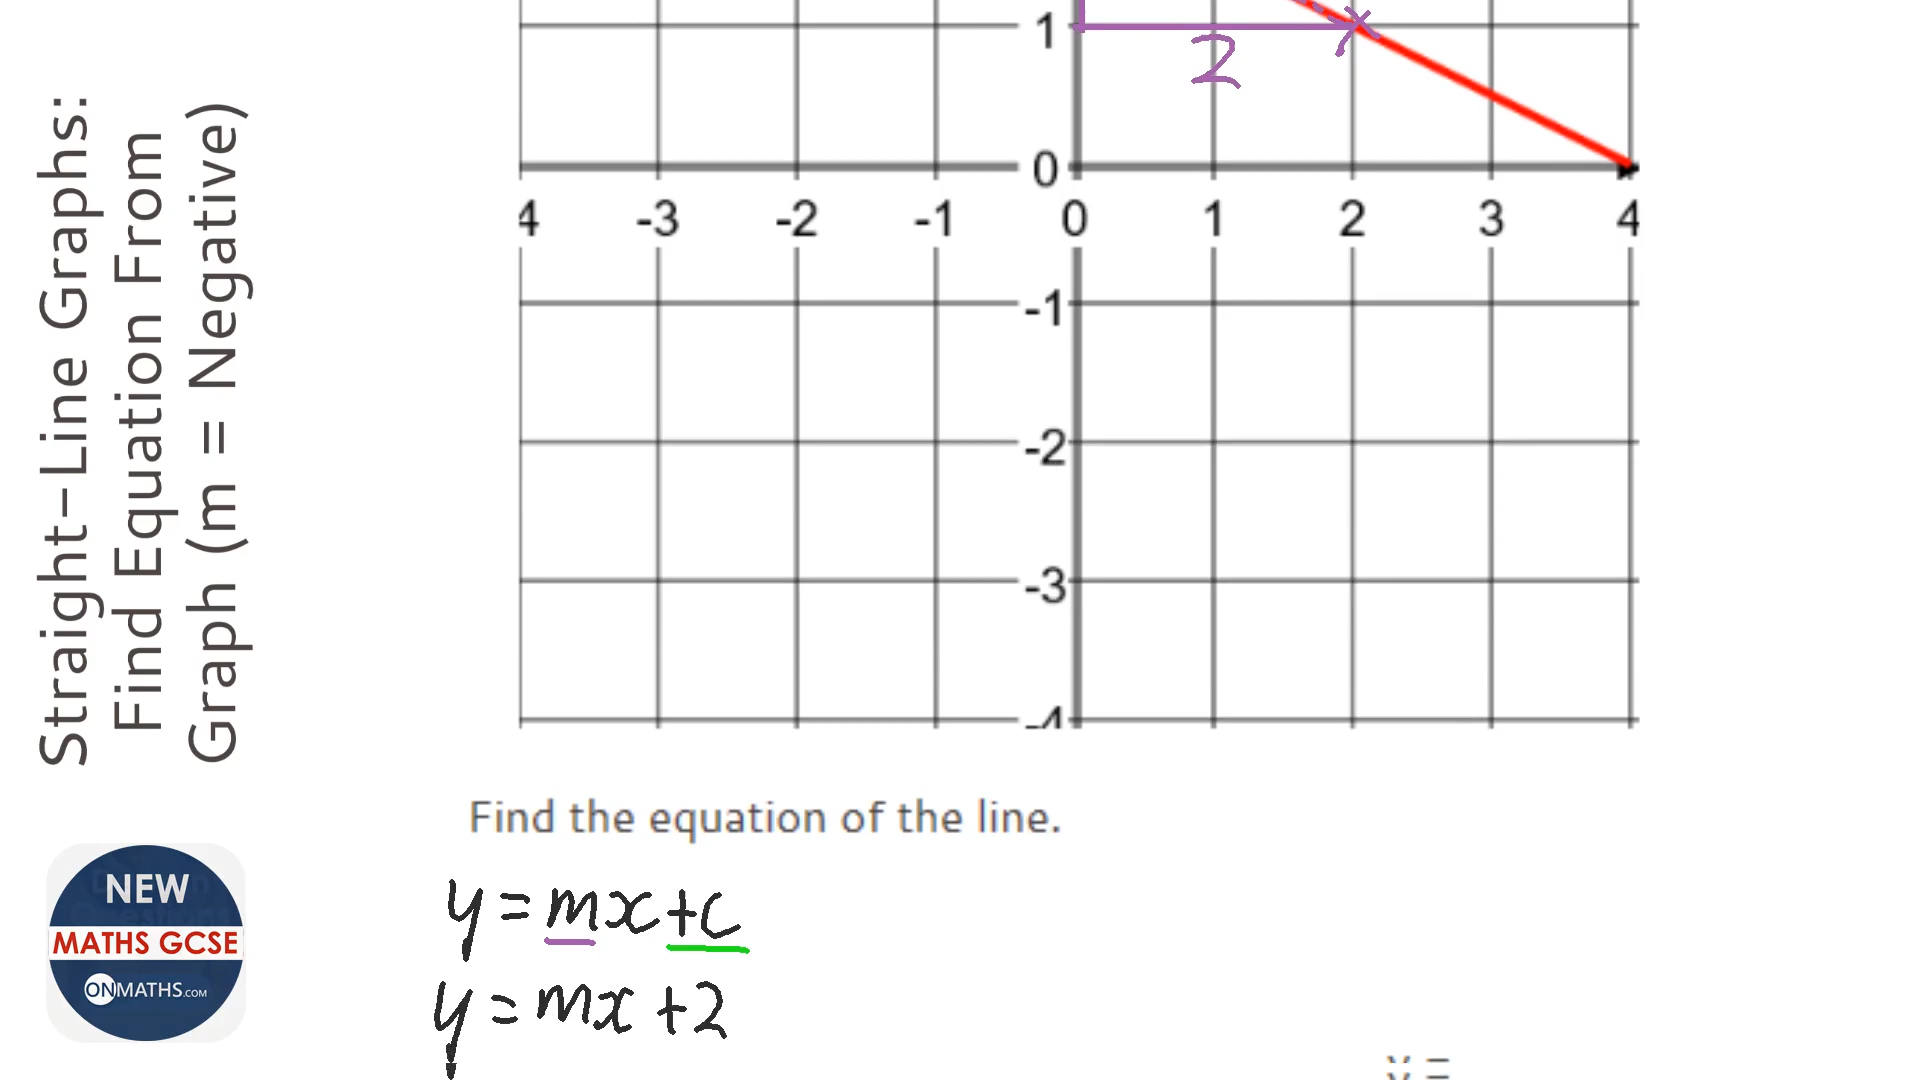 Straight-Line Graphs:
Find Equation From
Graph (m = Negative)
1
2
0
4 -3 -2 -1 0 1 2 3 4
-1
-2
-3
-4
Find the equation of the line.
y = mx + c
y = mx + 2
y =
NEW
MATHS GCSE
ONMATHS.COM